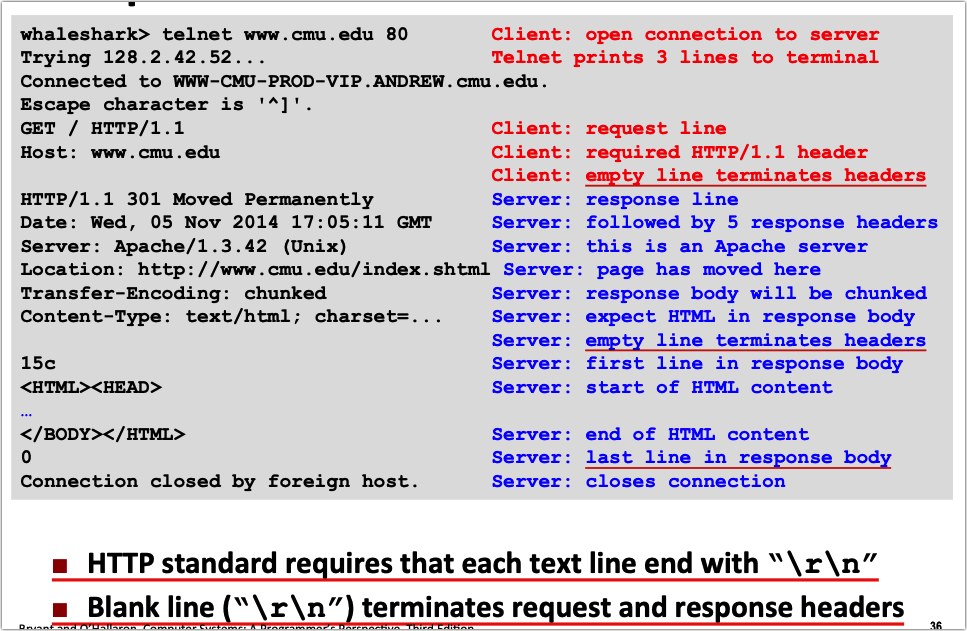 whaleshark> telnet www.cmu.edu 80 Client: open connection to server
Trying 128.2.42.52... Telnet prints 3 lines to terminal
Connected to WWW-CMU-PROD-VIP.ANDREW.cmu.edu.
Escape character is '^]'.
GET / HTTP/1.1 Client: request line
Host: www.cmu.edu Client: required HTTP/1.1 header
Client: empty line terminates headers
HTTP/1.1 301 Moved Permanently Server: response line
Date: Wed, 05 Nov 2014 17:05:11 GMT Server: followed by 5 response headers
Server: Apache/1.3.42 (Unix) Server: this is an Apache server
Location: http://www.cmu.edu/index.shtml Server: page has moved here
Transfer-Encoding: chunked Server: response body will be chunked
Content-Type: text/html; charset=... Server: expect HTML in response body
Server: empty line terminates headers
15c Server: first line in response body
<HTML><HEAD> Server: start of HTML content
…
</BODY></HTML> Server: end of HTML content
0 Server: last line in response body
Connection closed by foreign host. Server: closes connection
■ HTTP standard requires that each text line end with “\r\n”
■ Blank line (“\r\n”) terminates request and response headers
Bryant and O'Hallaron, Computer Systems: A Programmer's Perspective, Third Edition 36